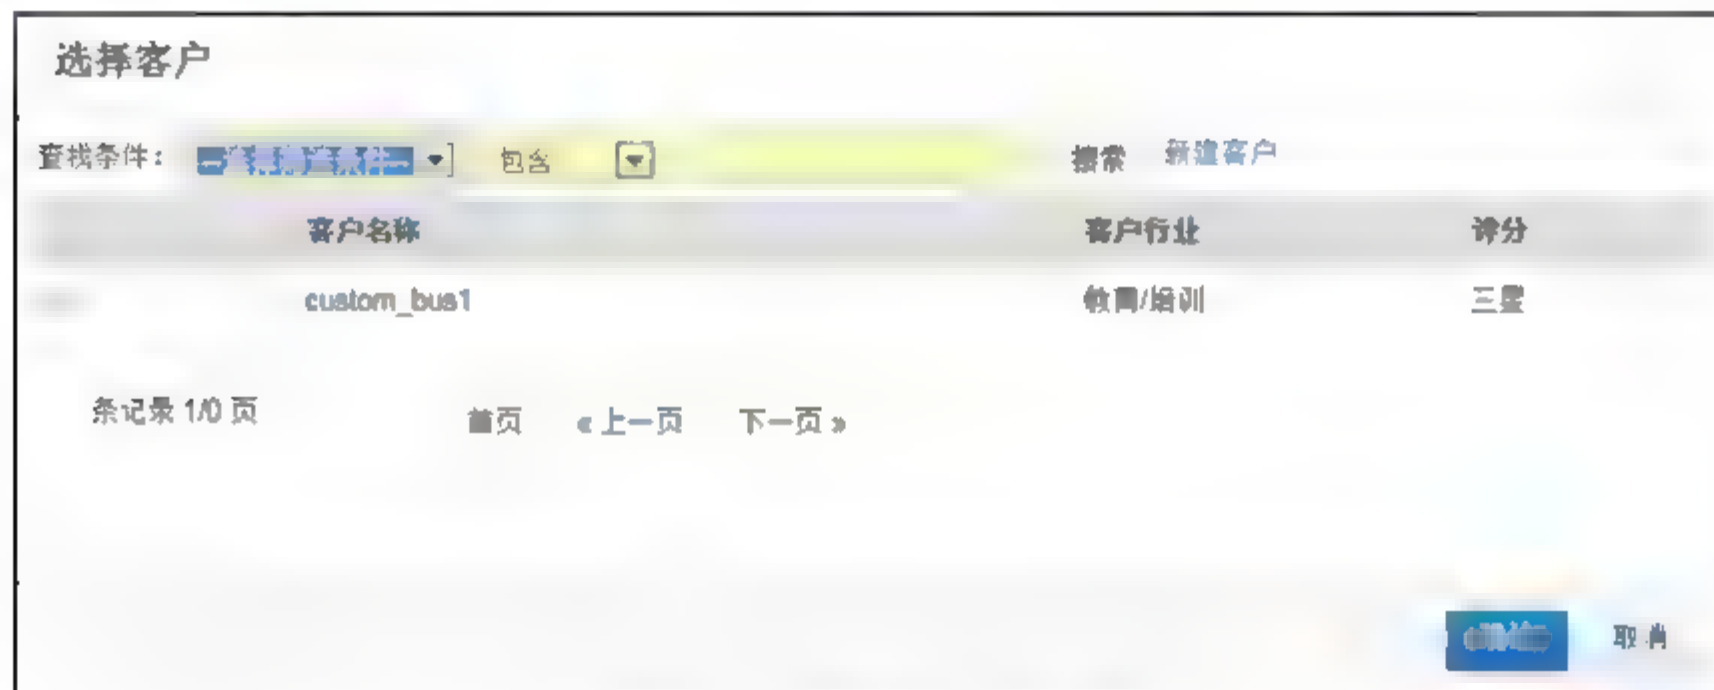 选择客户
查找条件： 包含 搜索 新建客户
客户名称 客户行业 评分
custom_bus1 教育/培训 三星
条记录 1/0 页 首页 « 上一页 下一页 »
取消